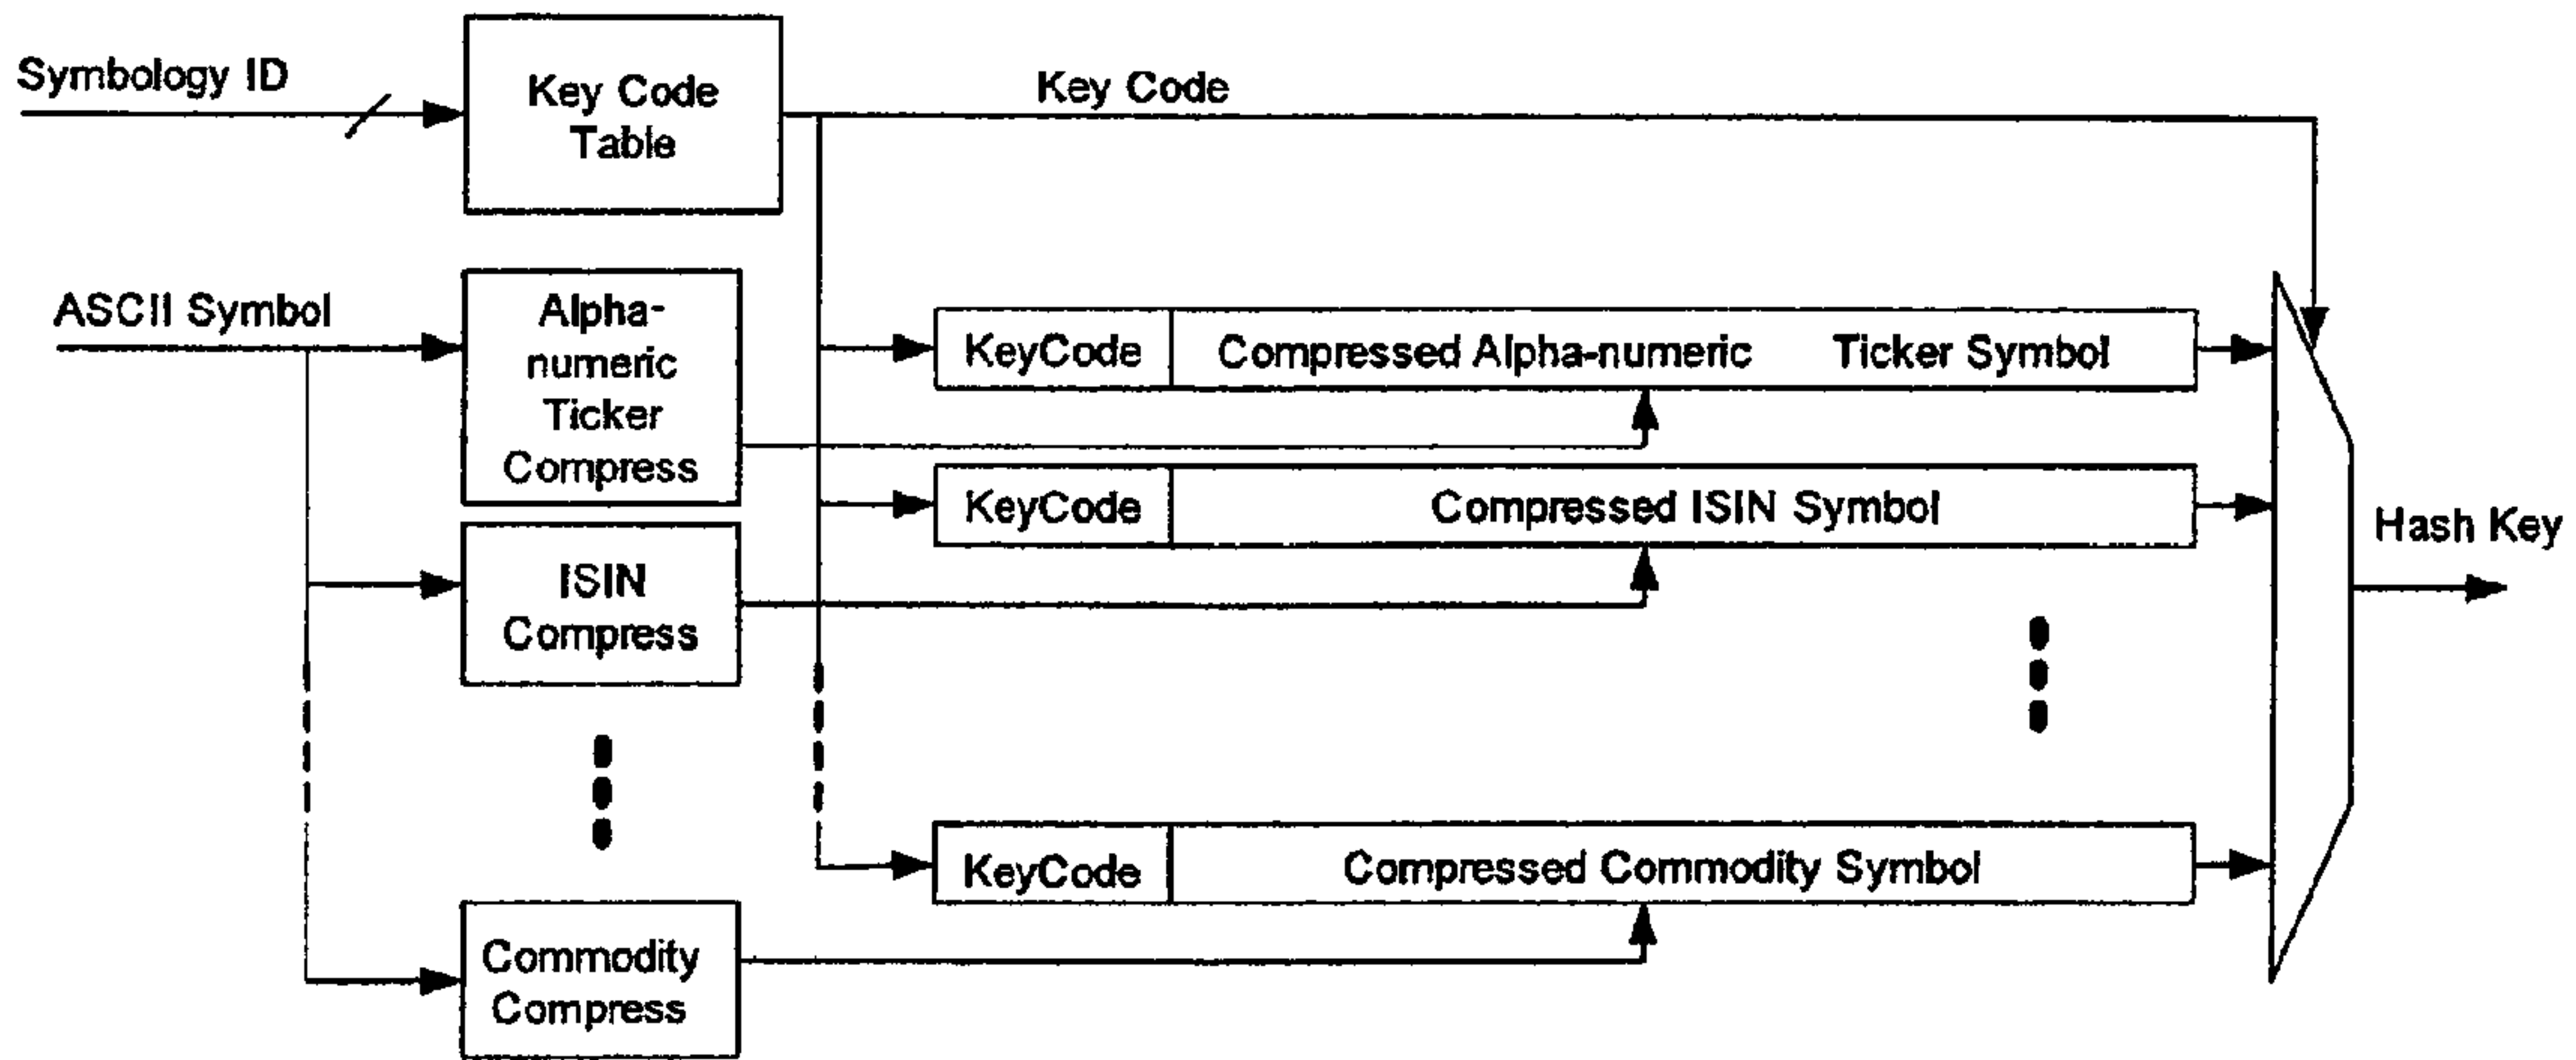 Symbology ID
Key Code
Table
Key Code
ASCII Symbol
Alpha-
numeric
Ticker
Compress
KeyCode
Compressed Alpha-numeric Ticker Symbol
KeyCode
Compressed ISIN Symbol
Hash Key
ISIN
Compress
KeyCode
Compressed Commodity Symbol
Commodity
Compress